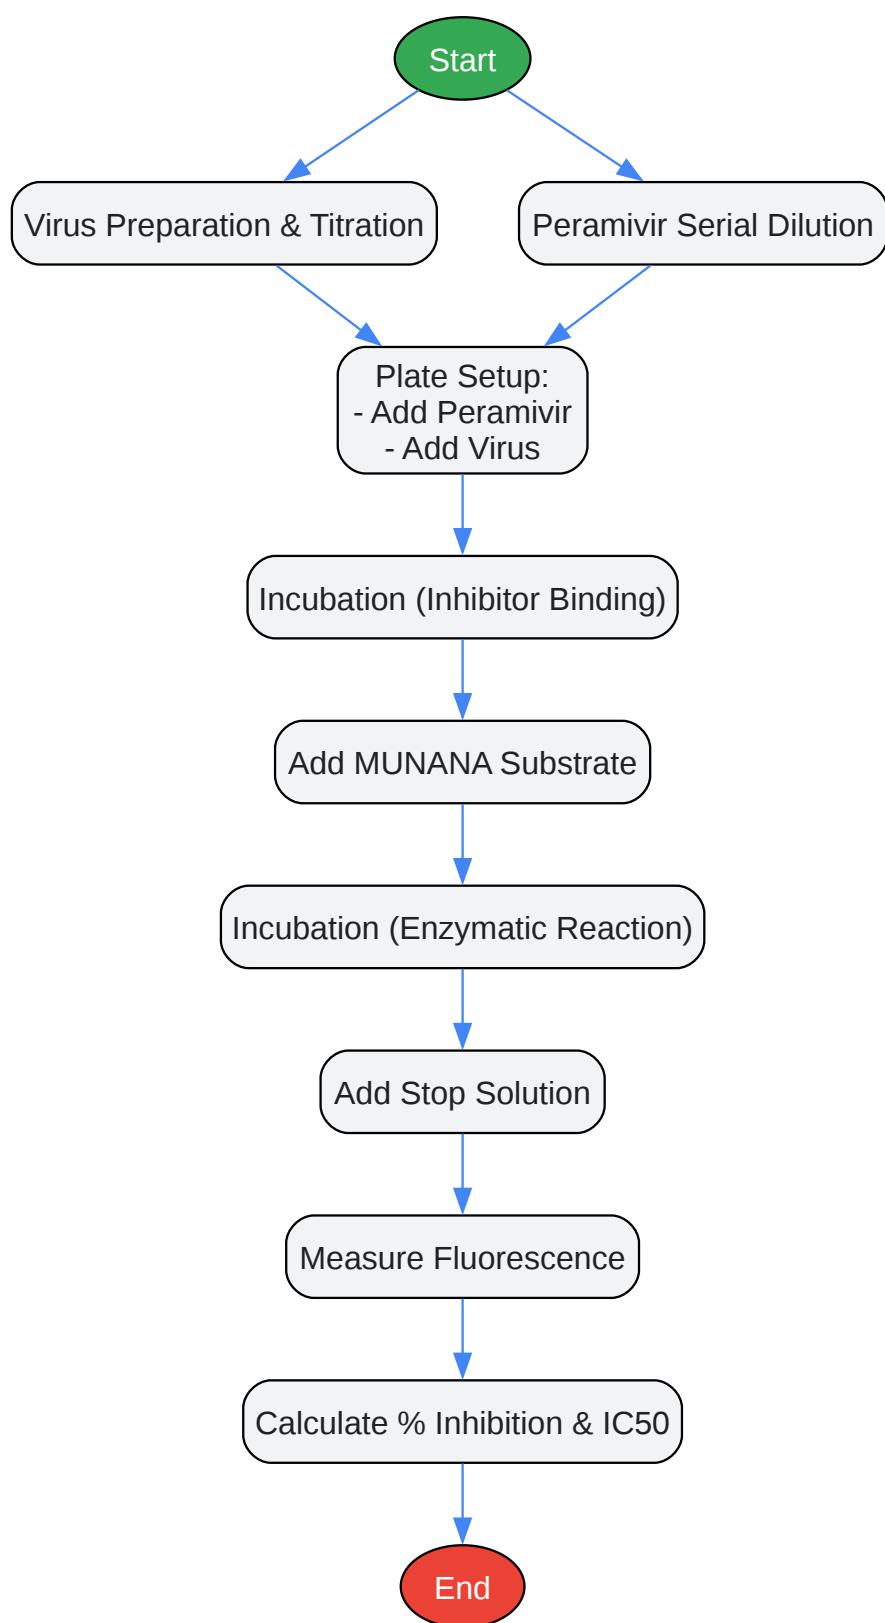 Start
Virus Preparation & Titration
Peramivir Serial Dilution
Plate Setup:
- Add Peramivir
- Add Virus
Incubation (Inhibitor Binding)
Add MUNANA Substrate
Incubation (Enzymatic Reaction)
Add Stop Solution
Measure Fluorescence
Calculate % Inhibition & IC50
End